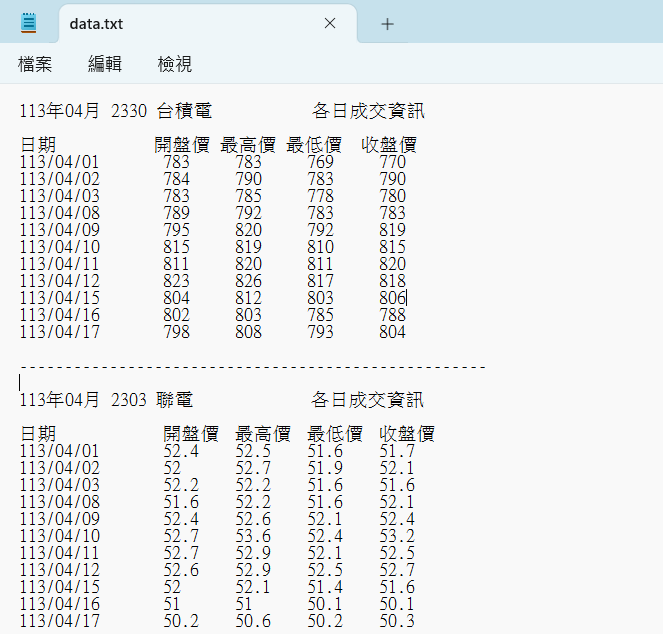 data.txt
檔案 編輯 檢視
113年04月 2330 台積電 各日成交資訊
日期 開盤價 最高價 最低價 收盤價
113/04/01 783 783 769 770
113/04/02 784 790 783 790
113/04/03 783 785 778 780
113/04/08 789 792 783 783
113/04/09 795 820 792 819
113/04/10 815 819 810 815
113/04/11 811 820 811 820
113/04/12 823 826 817 818
113/04/15 804 812 803 806
113/04/16 802 803 785 788
113/04/17 798 808 793 804
----------------------------------------------------
113年04月 2303 聯電 各日成交資訊
日期 開盤價 最高價 最低價 收盤價
113/04/01 52.4 52.5 51.6 51.7
113/04/02 52 52.7 51.9 52.1
113/04/03 52.2 52.2 51.6 51.6
113/04/08 51.6 52.2 51.6 52.1
113/04/09 52.4 52.6 52.1 52.4
113/04/10 52.7 53.6 52.4 53.2
113/04/11 52.7 52.9 52.1 52.5
113/04/12 52.6 52.9 52.5 52.7
113/04/15 52 52.1 51.4 51.6
113/04/16 51 51 50.1 50.1
113/04/17 50.2 50.6 50.2 50.3